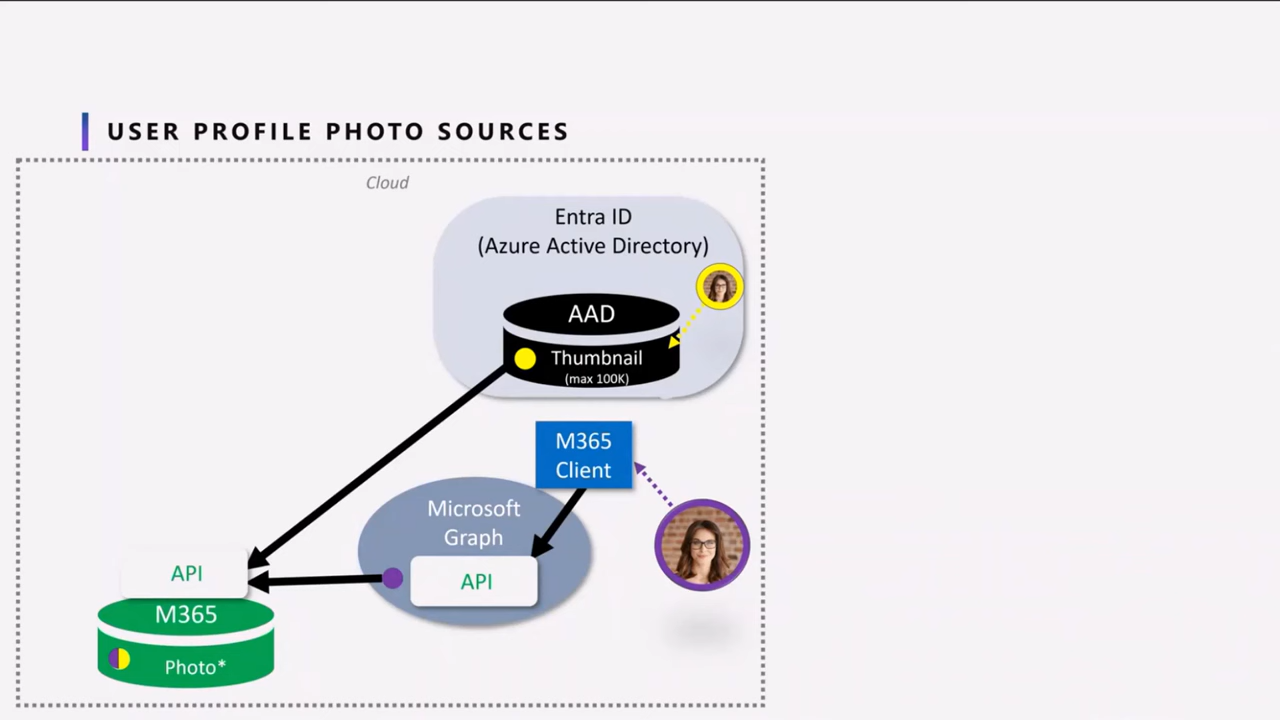 USER PROFILE PHOTO SOURCES
Cloud
Entra ID
(Azure Active Directory)
AAD
Thumbnail
(max 100K)
M365
Client
Microsoft
Graph
API
API
M365
Photo*